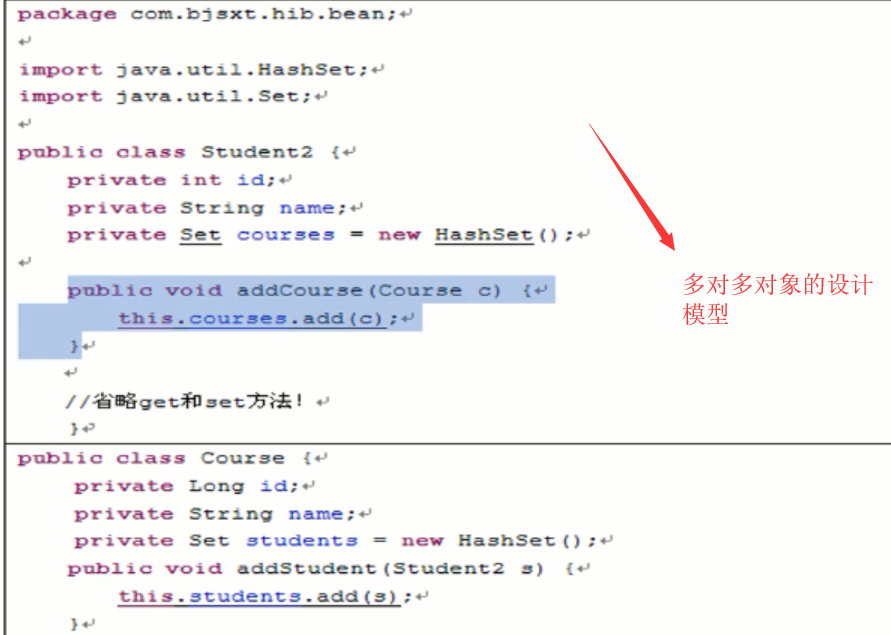 package com.bjsxt.hib.bean;↵
↵
import java.util.HashSet;↵
import java.util.Set;↵
↵
public class Student2 {↵
private int id;↵
private String name;↵
private Set courses = new HashSet();↵
↵
public void addCourse(Course c) {↵
this.courses.add(c);↵
}↵
↵
//省略get和set方法！↵
}↵
多对多对象的设计
模型
public class Course {↵
private Long id;↵
private String name;↵
private Set students = new HashSet();↵
public void addStudent(Student2 s) {↵
this.students.add(s);↵
}↵